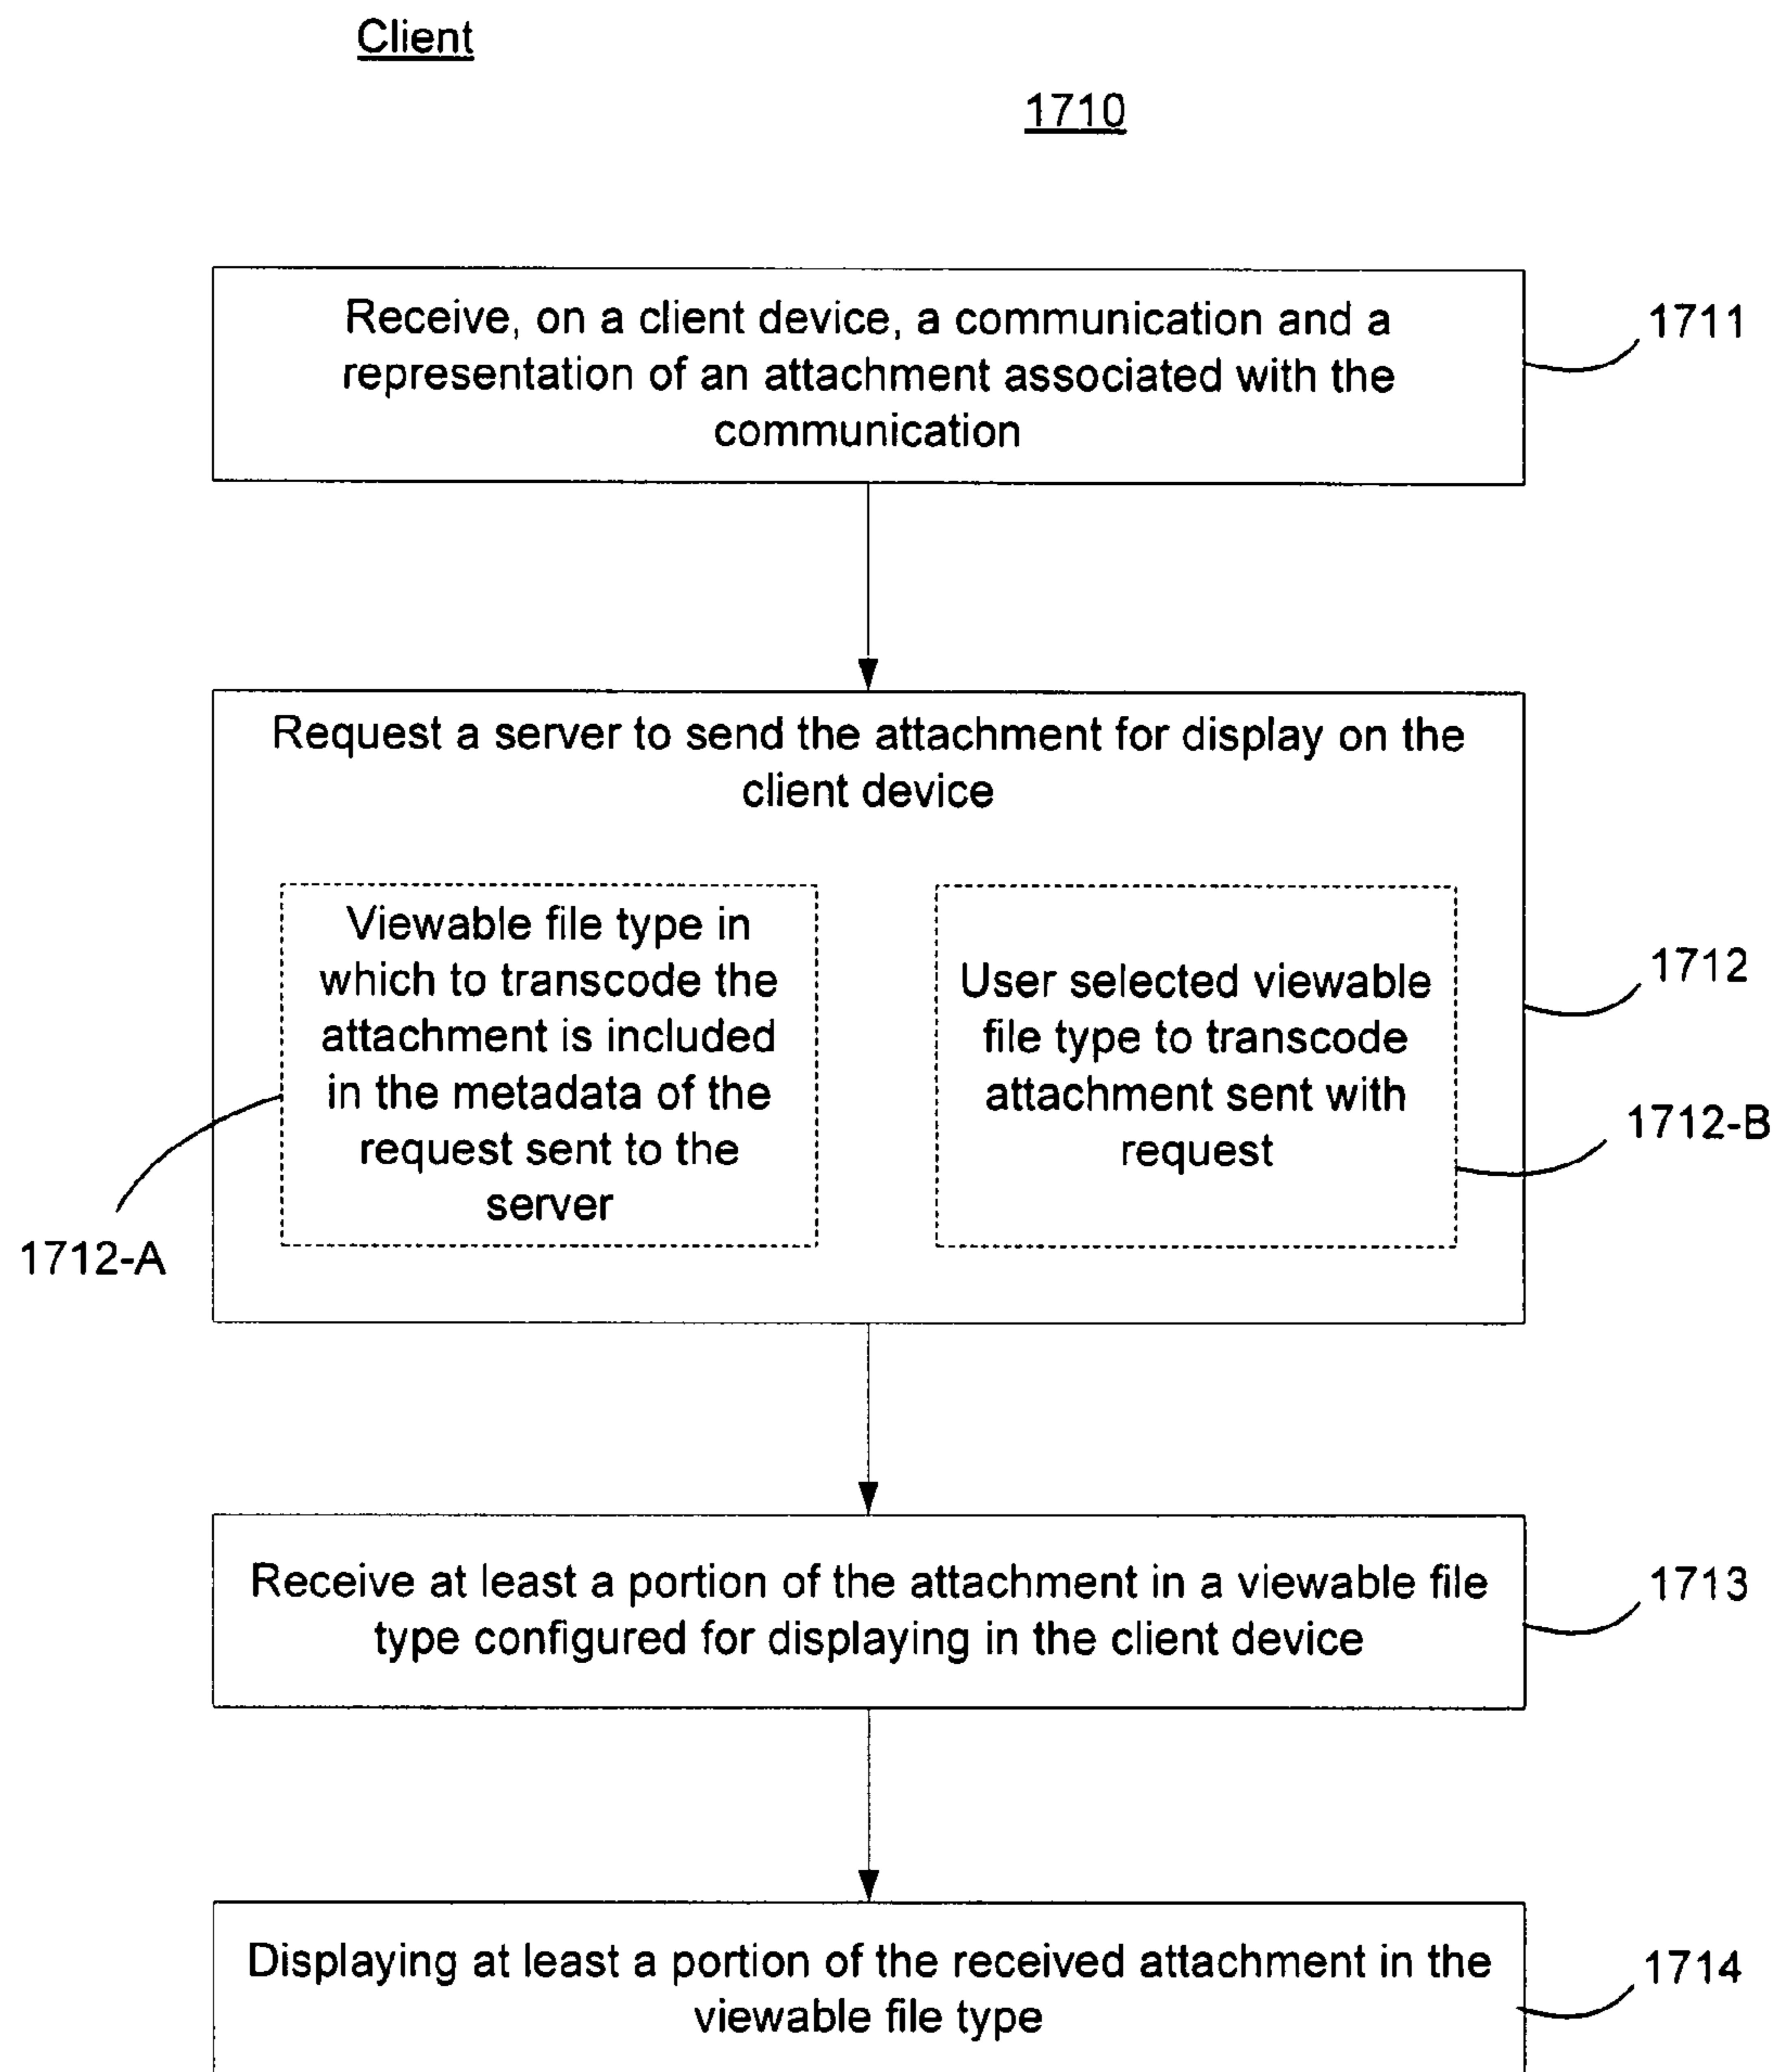 Client
1710
Receive, on a client device, a communication and a
representation of an attachment associated with the
communication
1711
Request a server to send the attachment for display on the
client device
Viewable file type in
which to transcode the
attachment is included
in the metadata of the
request sent to the
server
User selected viewable
file type to transcode
attachment sent with
request
1712
1712-B
1712-A
Receive at least a portion of the attachment in a viewable file
type configured for displaying in the client device
1713
Displaying at least a portion of the received attachment in the
viewable file type
1714